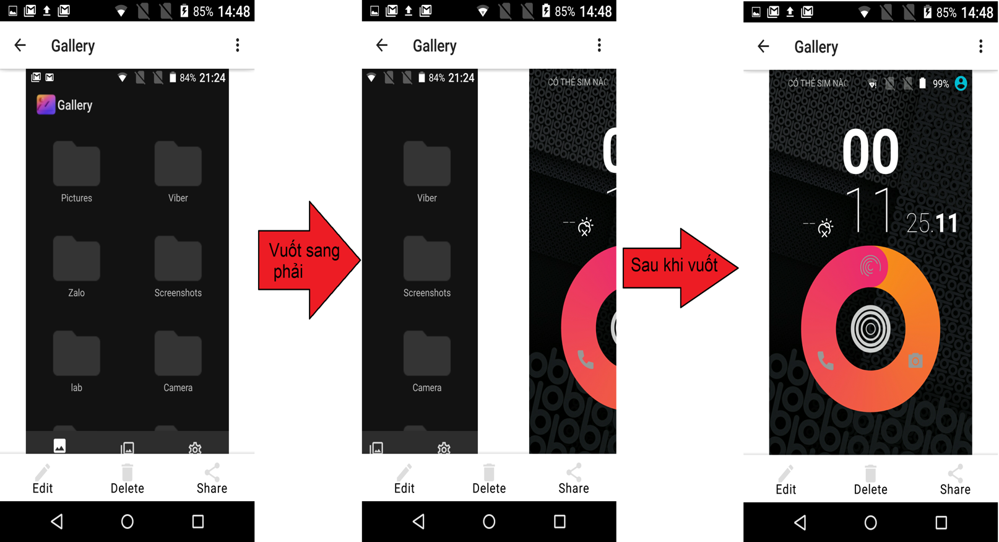 85% 14:48
Gallery
84% 21:24
Gallery
Pictures
Viber
Zalo
Screenshots
lab
Camera
Edit
Delete
Share
Vuốt sang
phải
85% 14:48
Gallery
84% 21:24
CÓ THẺ SIM NÀO
Viber
Screenshots
Camera
Edit
Delete
Share
Sau khi vuốt
85% 14:48
Gallery
CÓ THẺ SIM NÀO
99%
00
11
25.11
Edit
Delete
Share